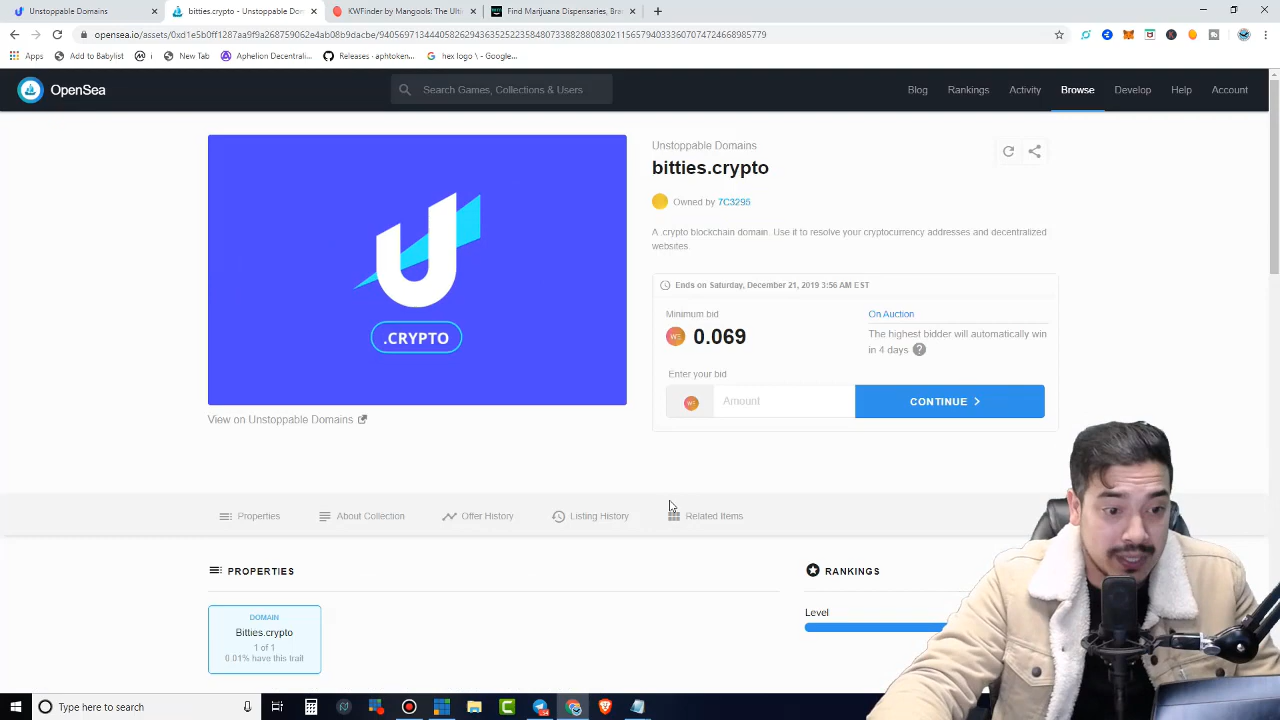 Unstoppable Domains
bitties.crypto - Unstoppable Dom
KWFinder by Mangools: The Ulti
Find Marijuana Dispensaries, Bran
opensea.io/assets/0xd1e5b0ff1287aa9f9a268759062e4ab08b9dacbe/94056971344405826294363525223584807338828808302116579403336070747246689857​79
Apps
Add to Babylist
New Tab
Aphelion Decentrali...
Releases · aphtoken...
hex logo \ - Google...
OpenSea
Search Games, Collections & Users
Blog
Rankings
Activity
Browse
Develop
Help
Account
U
.CRYPTO
View on Unstoppable Domains
Unstoppable Domains
bitties.crypto
Owned by 7C3295
A .crypto blockchain domain. Use it to resolve your cryptocurrency addresses and decentralized
websites.
Ends on Saturday, December 21, 2019 3:56 AM EST
Minimum bid
0.069
On Auction
The highest bidder will automatically win
in 4 days ?
Enter your bid
Amount
CONTINUE
Properties
About Collection
Offer History
Listing History
Related Items
PROPERTIES
DOMAIN
Bitties.crypto
1 of 1
0.01% have this trait
RANKINGS
Level
Type here to search